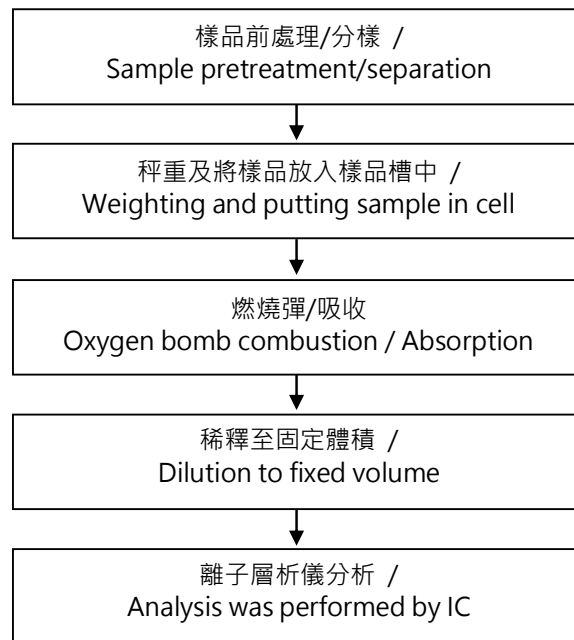 樣品前處理/分樣 /
Sample pretreatment/separation
秤重及將樣品放入樣品槽中 /
Weighting and putting sample in cell
燃燒彈/吸收
Oxygen bomb combustion / Absorption
稀釋至固定體積 /
Dilution to fixed volume
離子層析儀分析 /
Analysis was performed by IC